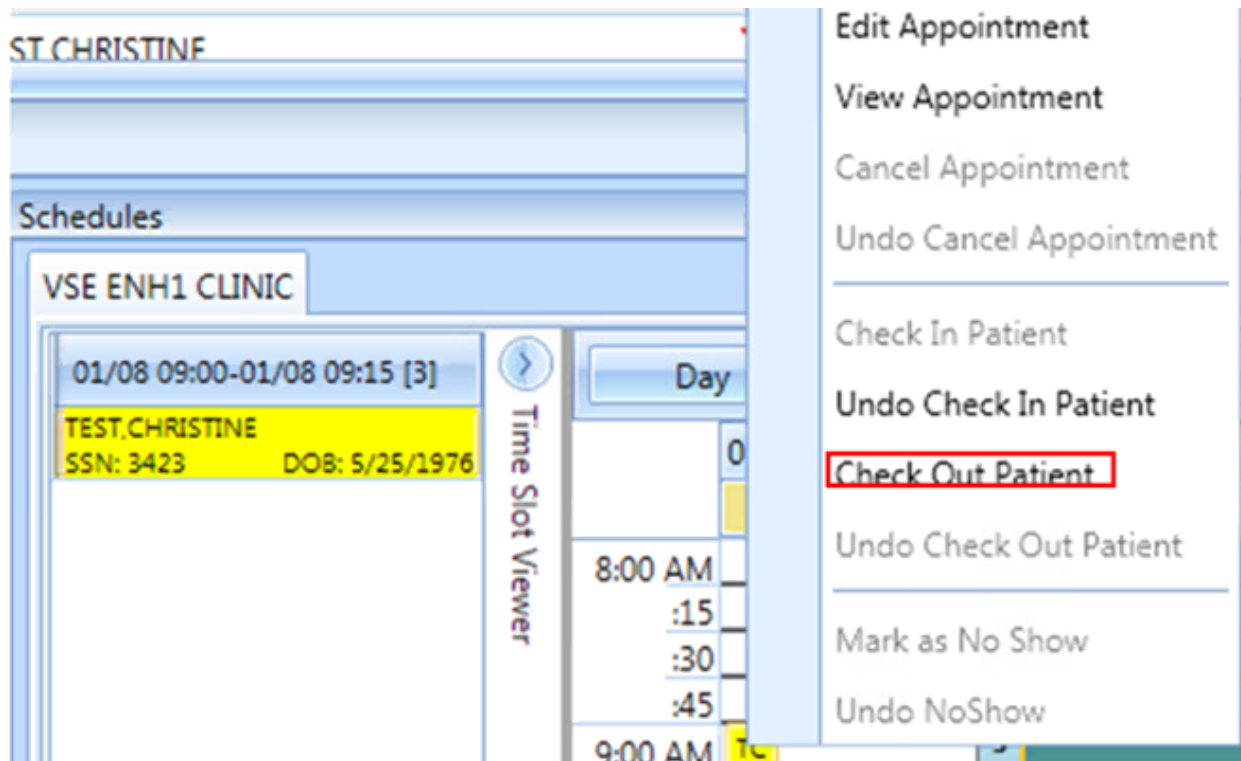 ST CHRISTINE
Schedules
VSE ENH1 CLINIC
01/08 09:00-01/08 09:15 [3]
TEST,CHRISTINE
SSN: 3423 DOB: 5/25/1976
Time Slot Viewer
Day
0
8:00 AM
:15
:30
:45
9:00 AM
TC
Edit Appointment
View Appointment
Cancel Appointment
Undo Cancel Appointment
Check In Patient
Undo Check In Patient
Check Out Patient
Undo Check Out Patient
Mark as No Show
Undo NoShow